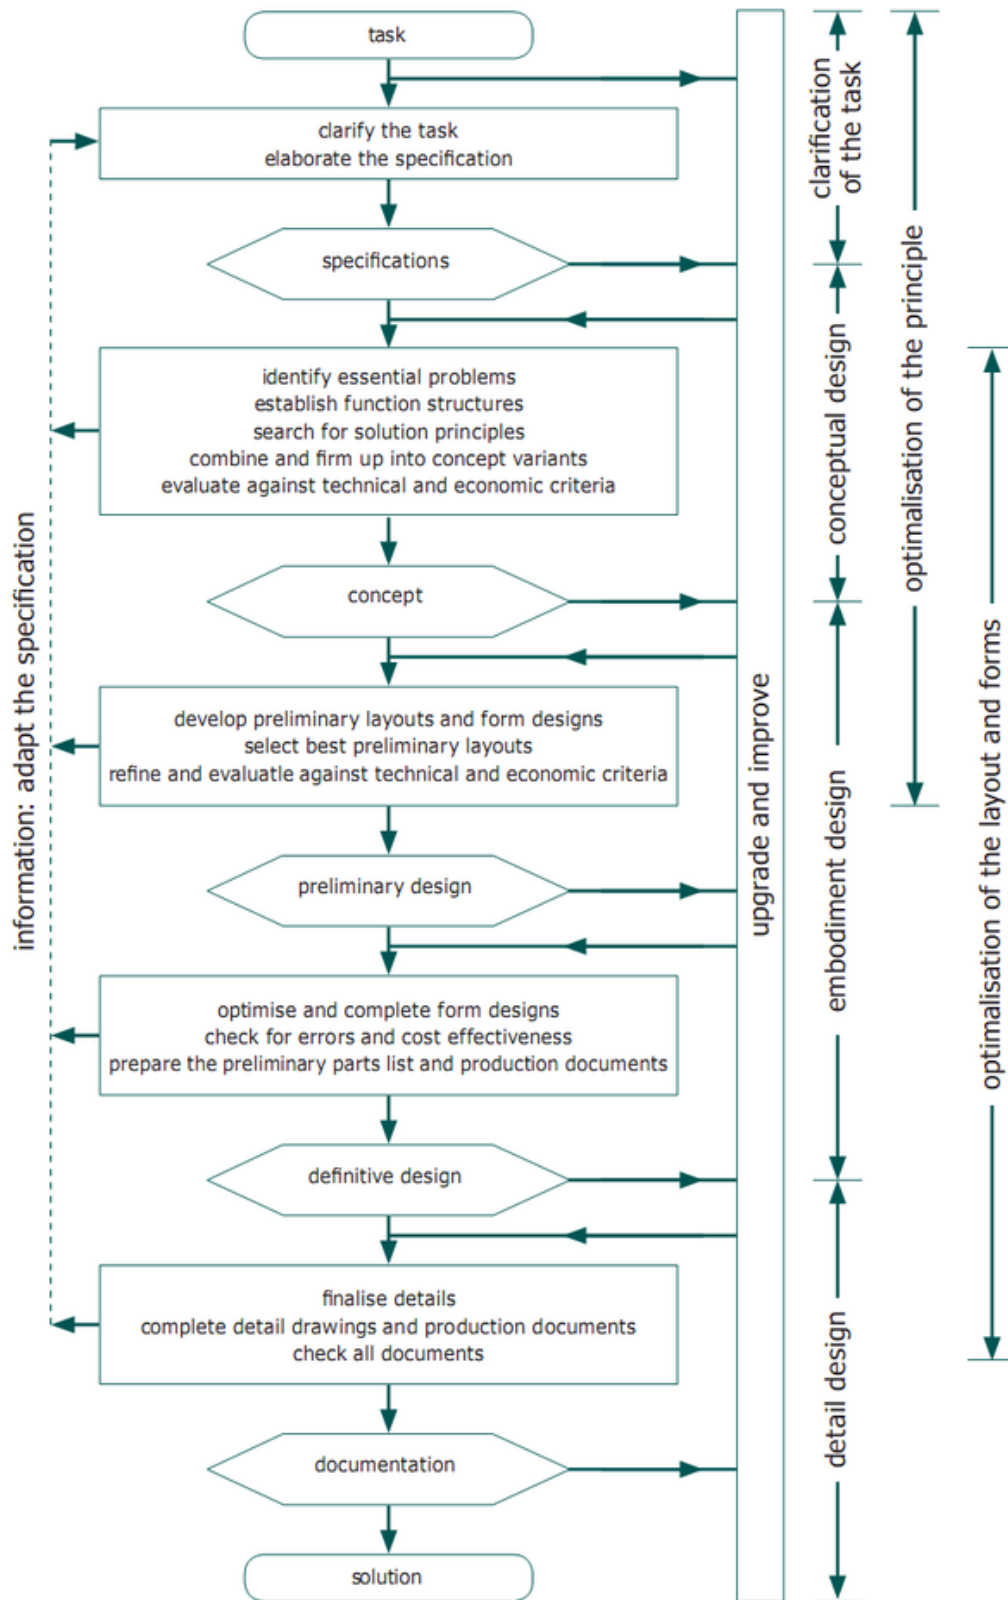 task
clarify the task
elaborate the specification
specifications
identify essential problems
establish function structures
search for solution principles
combine and firm up into concept variants
evaluate against technical and economic criteria
concept
develop preliminary layouts and form designs
select best preliminary layouts
refine and evaluatle against technical and economic criteria
preliminary design
optimise and complete form designs
check for errors and cost effectiveness
prepare the preliminary parts list and production documents
definitive design
finalise details
complete detail drawings and production documents
check all documents
documentation
solution
information: adapt the specification
upgrade and improve
clarification
of the task
conceptual design
embodiment design
detail design
optimalisation of the principle
optimalisation of the layout and forms